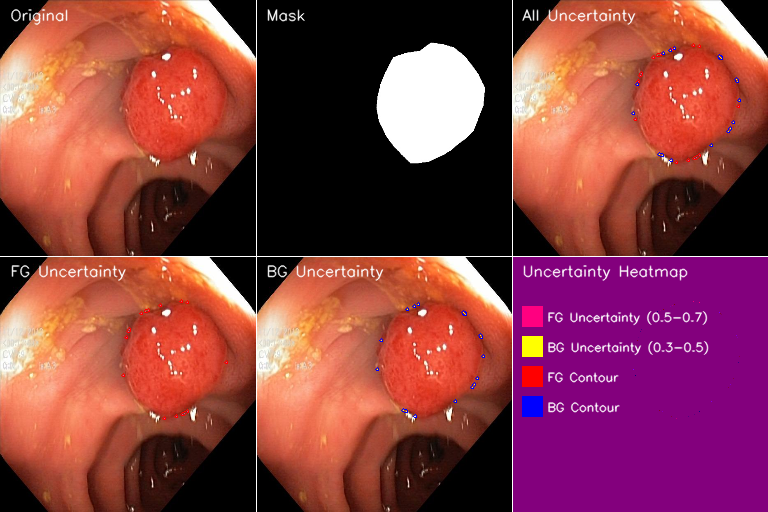 Original
Mask
All Uncertainty
FG Uncertainty
BG Uncertainty
Uncertainty Heatmap
FG Uncertainty (0.5-0.7)
BG Uncertainty (0.3-0.5)
FG Contour
BG Contour